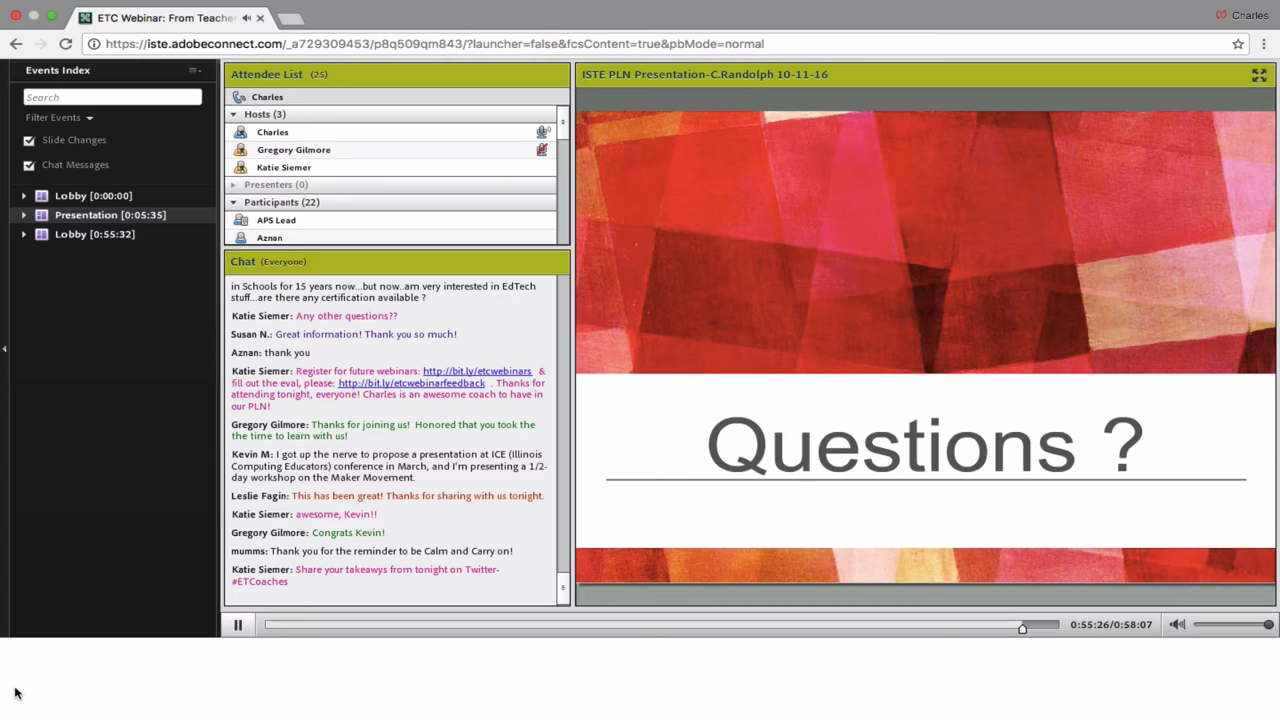 ETC Webinar: From Teacher
Charles
https://iste.adobeconnect.com/_a729309453/p8q509qm843/?launcher=false&fcsContent=true&pbMode=normal
Events Index
Search
Filter Events
Slide Changes
Chat Messages
Lobby [0:00:00]
Presentation [0:05:35]
Lobby [0:55:32]
Attendee List (25)
Charles
Hosts (3)
Charles
Gregory Gilmore
Katie Siemer
Presenters (0)
Participants (22)
APS Lead
Aznan
Chat (Everyone)
in Schools for 15 years now...but now..am very interested in EdTech
stuff...are there any certification available ?
Katie Siemer: Any other questions??
Susan N.: Great information! Thank you so much!
Aznan: thank you
Katie Siemer: Register for future webinars: http://bit.ly/etcwebinars &
fill out the eval, please: http://bit.ly/etcwebinarfeedback . Thanks for
attending tonight, everyone! Charles is an awesome coach to have in
our PLN!
Gregory Gilmore: Thanks for joining us! Honored that you took the
the time to learn with us!
Kevin M: I got up the nerve to propose a presentation at ICE (Illinois
Computing Educators) conference in March, and I'm presenting a 1/2-
day workshop on the Maker Movement.
Leslie Fagin: This has been great! Thanks for sharing with us tonight.
Katie Siemer: awesome, Kevin!!
Gregory Gilmore: Congrats Kevin!
mumms: Thank you for the reminder to be Calm and Carry on!
Katie Siemer: Share your takeawys from tonight on Twitter-
#ETCoaches
ISTE PLN Presentation-C.Randolph 10-11-16
Questions ?
0:55:26/0:58:07